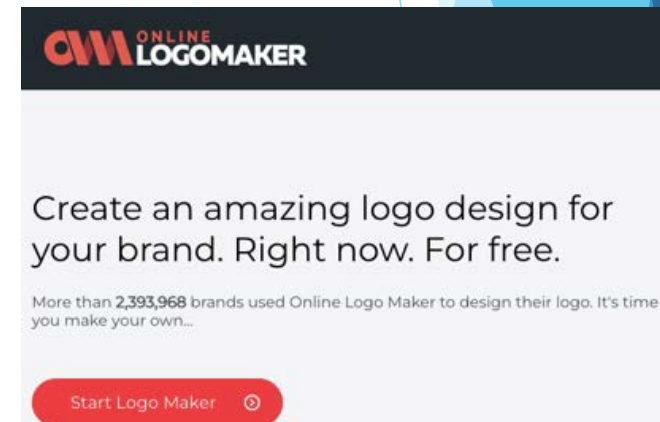 ONLINE
LOGOMAKER
Create an amazing logo design for
your brand. Right now. For free.
More than 2,393,968 brands used Online Logo Maker to design their logo. It's time
you make your own...
Start Logo Maker